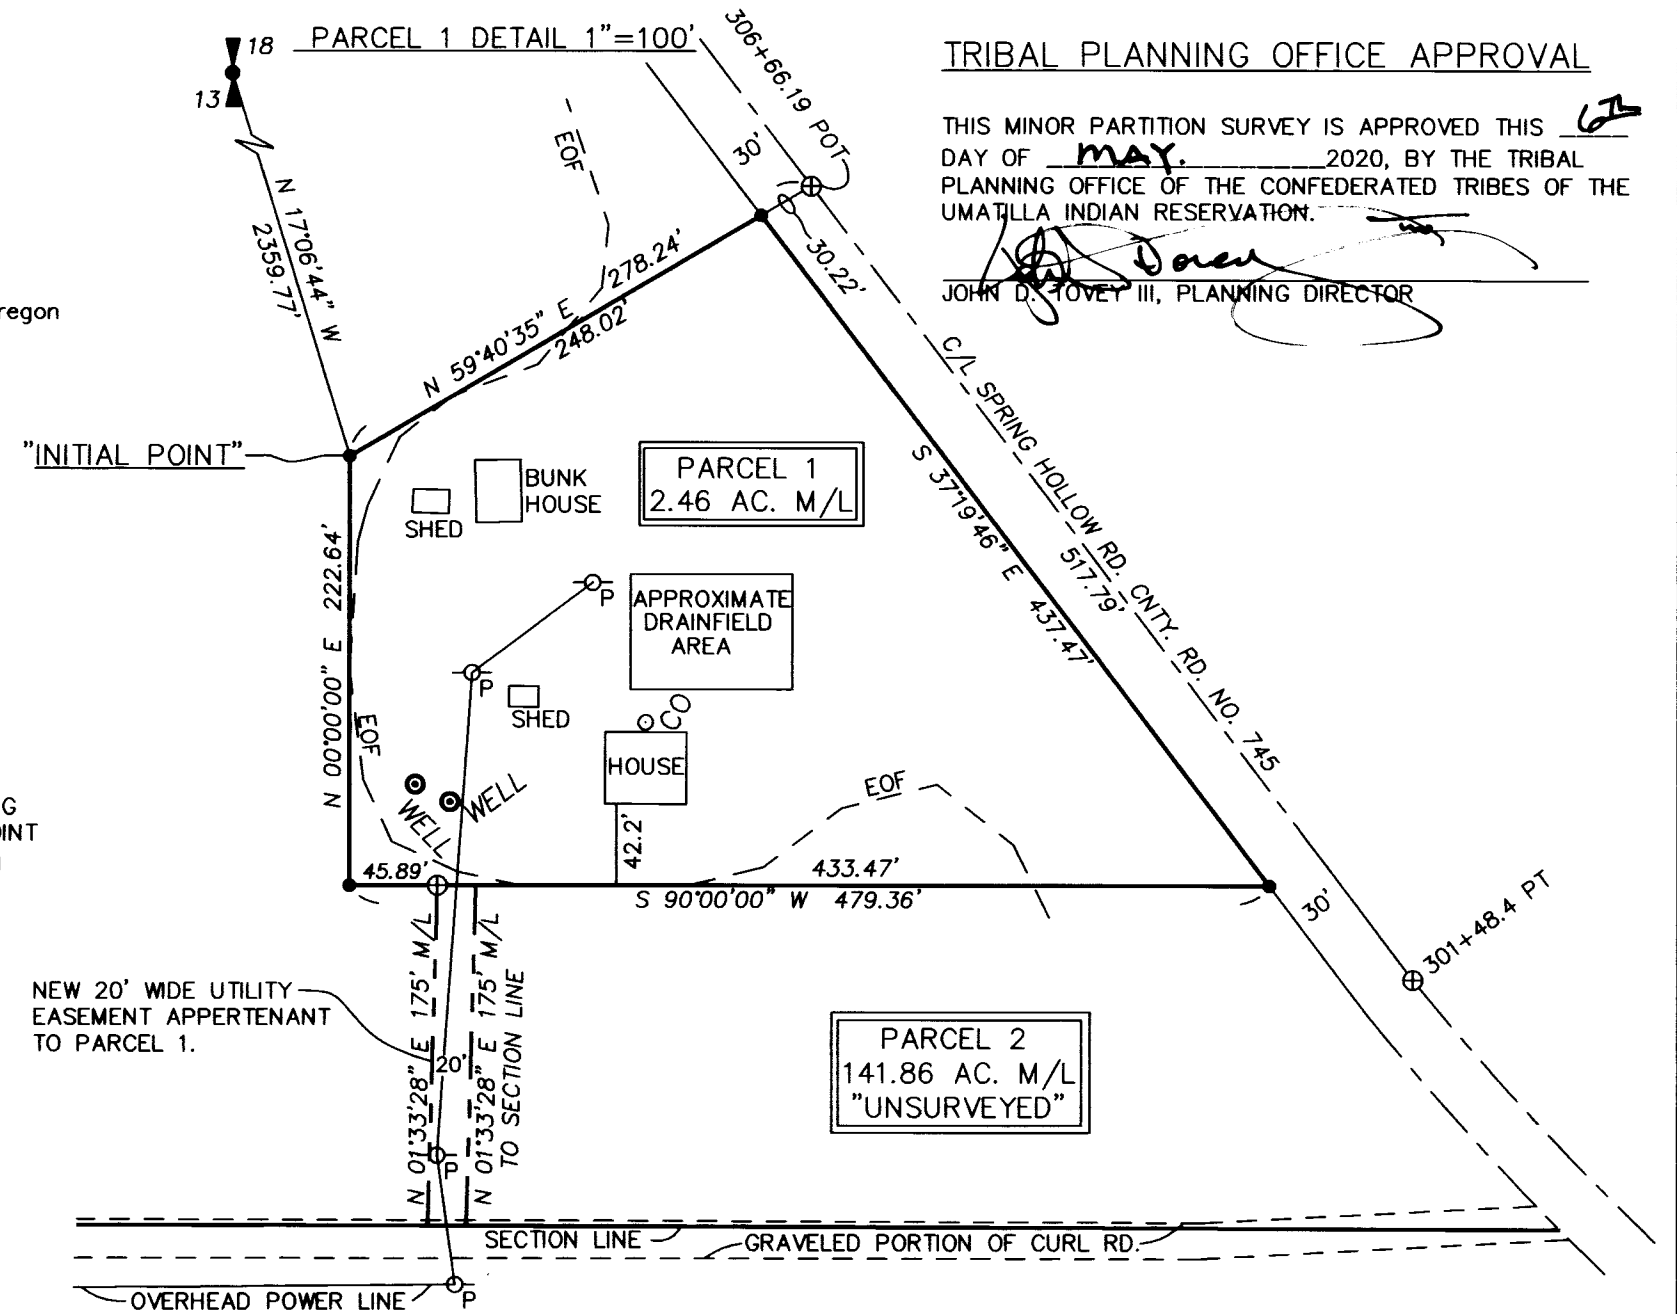 PARCEL 1 DETAIL 1"=100'
18
13
N 17°06'44" W
2359.77'
EOF
306+66.19 POT
30'
30.22'
TRIBAL PLANNING OFFICE APPROVAL
THIS MINOR PARTITION SURVEY IS APPROVED THIS 6th
DAY OF MAY. 2020, BY THE TRIBAL
PLANNING OFFICE OF THE CONFEDERATED TRIBES OF THE
UMATILLA INDIAN RESERVATION.
JOHN D. TOVEY III, PLANNING DIRECTOR
regon
N 59°40'35" E 278.24'
248.02'
"INITIAL POINT"
C/L SPRING HOLLOW RD. CNTY. RD. NO. 745
517.79'
S 37°19'46" E 437.47'
BUNK
HOUSE
SHED
PARCEL 1
2.46 AC. M/L
N 00°00'00" E 222.64'
P
APPROXIMATE
DRAINFIELD
AREA
P
SHED
CO
HOUSE
EOF
WELL
WELL
EOF
G
OINT
42.2'
45.89'
433.47'
S 90°00'00" W 479.36'
30'
301+48.4 PT
NEW 20' WIDE UTILITY
EASEMENT APPERTENANT
TO PARCEL 1.
N 01°33'28" E 175' M/L
20'
N 01°33'28" E 175' M/L
TO SECTION LINE
P
PARCEL 2
141.86 AC. M/L
"UNSURVEYED"
SECTION LINE
GRAVELED PORTION OF CURL RD.
OVERHEAD POWER LINE
P